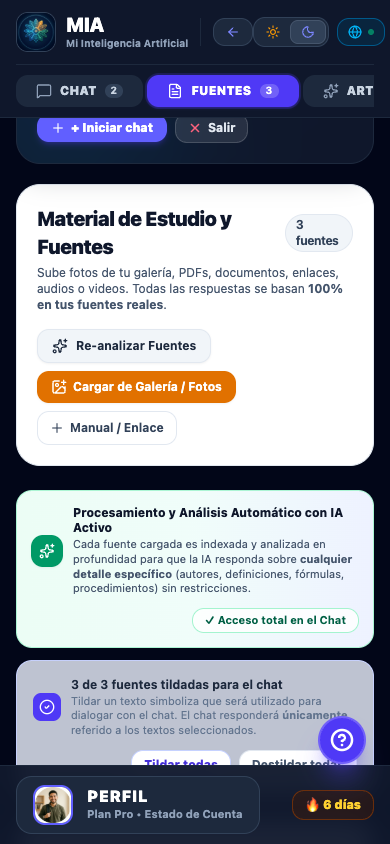 MIA
Mi Inteligencia Artificial
CHAT 2
FUENTES 3
ART
+ Iniciar chat
Salir
Material de Estudio y
Fuentes
3
fuentes
Sube fotos de tu galería, PDFs, documentos, enlaces,
audios o videos. Todas las respuestas se basan 100%
en tus fuentes reales.
Re-analizar Fuentes
Cargar de Galería / Fotos
Manual / Enlace
Procesamiento y Análisis Automático con IA
Activo
Cada fuente cargada es indexada y analizada en
profundidad para que la IA responda sobre cualquier
detalle específico (autores, definiciones, fórmulas,
procedimientos) sin restricciones.
✓ Acceso total en el Chat
3 de 3 fuentes tildadas para el chat
Tildar un texto simboliza que será utilizado para
dialogar con el chat. El chat responderá únicamente
referido a los textos seleccionados.
Tildar todas
Destildar todas
PERFIL
Plan Pro • Estado de Cuenta
🔥 6 días